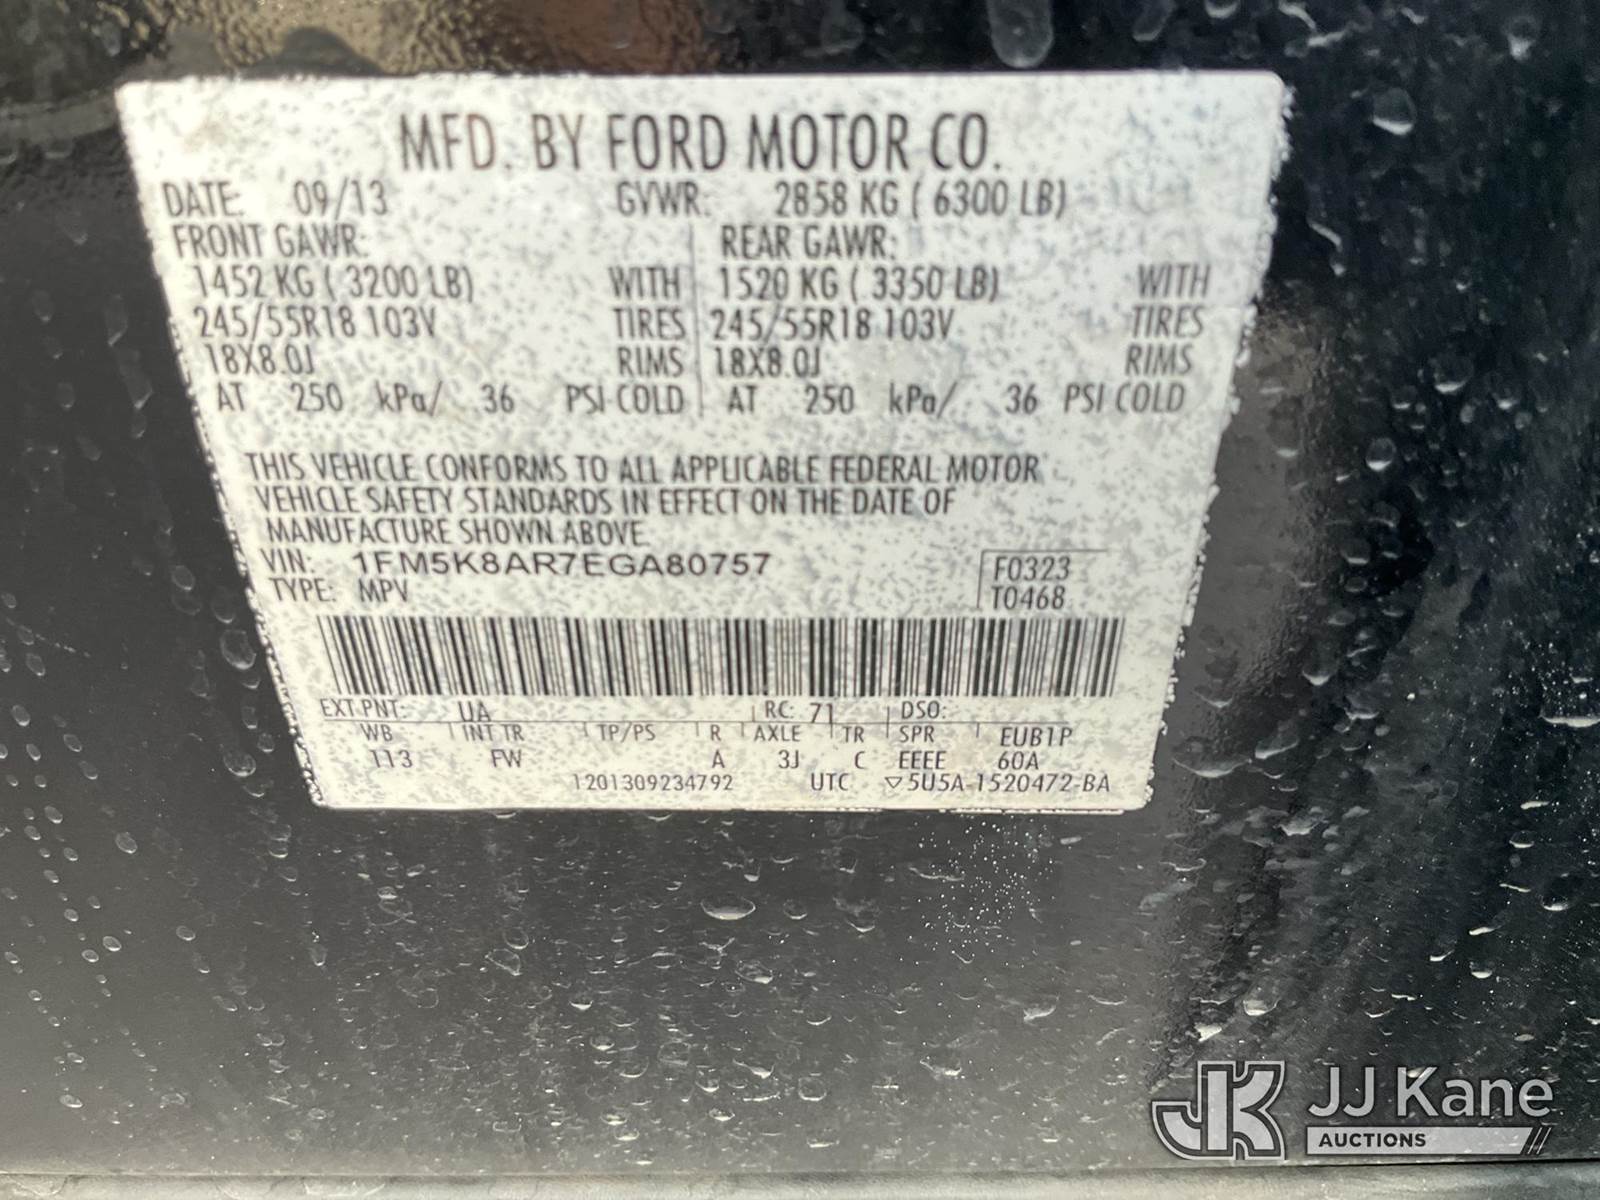 MFD. BY FORD MOTOR CO.
DATE: 09/13 GVWR: 2858 KG ( 6300 LB)
FRONT GAWR: REAR GAWR:
1452 KG ( 3200 LB) WITH 1520 KG ( 3350 LB) WITH
245/55R18 103V TIRES 245/55R18 103V TIRES
18X8.0J RIMS 18X8.0J RIMS
AT 250 kPa/ 36 PSI COLD AT 250 kPa/ 36 PSI COLD
THIS VEHICLE CONFORMS TO ALL APPLICABLE FEDERAL MOTOR
VEHICLE SAFETY STANDARDS IN EFFECT ON THE DATE OF
MANUFACTURE SHOWN ABOVE.
VIN: 1FM5K8AR7EGA80757 F0323
TYPE: MPV T0468
EXT PNT: UA RC: 71 DSO:
WB INT TR TP/PS R AXLE TR SPR EUB1P
113 FW A 3J C EEEE 60A
1201309234792 UTC ▽5U5A-1520472-BA
JK JJ Kane
AUCTIONS